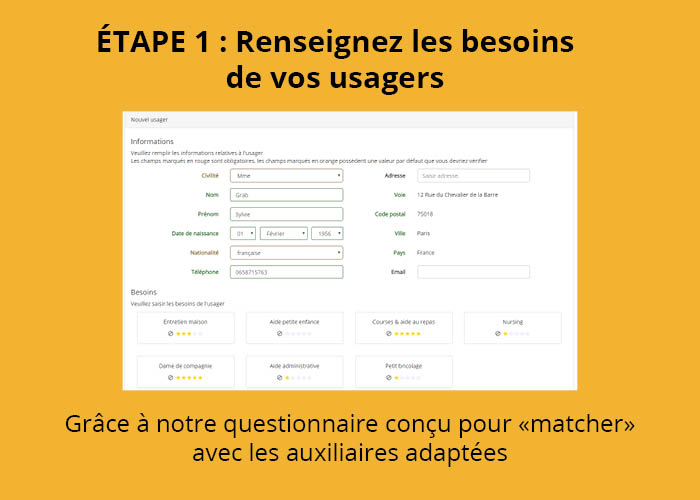 ÉTAPE 1 : Renseignez les besoins
de vos usagers
Nouvel usager
Informations
Veuillez remplir les informations relatives à l'usager
Les champs marqués en rouge sont obligatoires, les champs marqués en orange possèdent une valeur par défaut que vous devriez vérifier
Civilité Mme Adresse Saisir adresse
Nom Grab Voie 12 Rue du Chevalier de la Barre
Prénom Sylvie Code postal 75018
Date de naissance 01 Février 1956 Ville Paris
Nationalité française Pays France
Téléphone 0658715763 Email
Besoins
Veuillez saisir les besoins de l'usager
Entretien maison Aide petite enfance Courses & aide au repas Nursing
Dame de compagnie Aide administrative Petit bricolage
Grâce à notre questionnaire conçu pour «matcher»
avec les auxiliaires adaptées